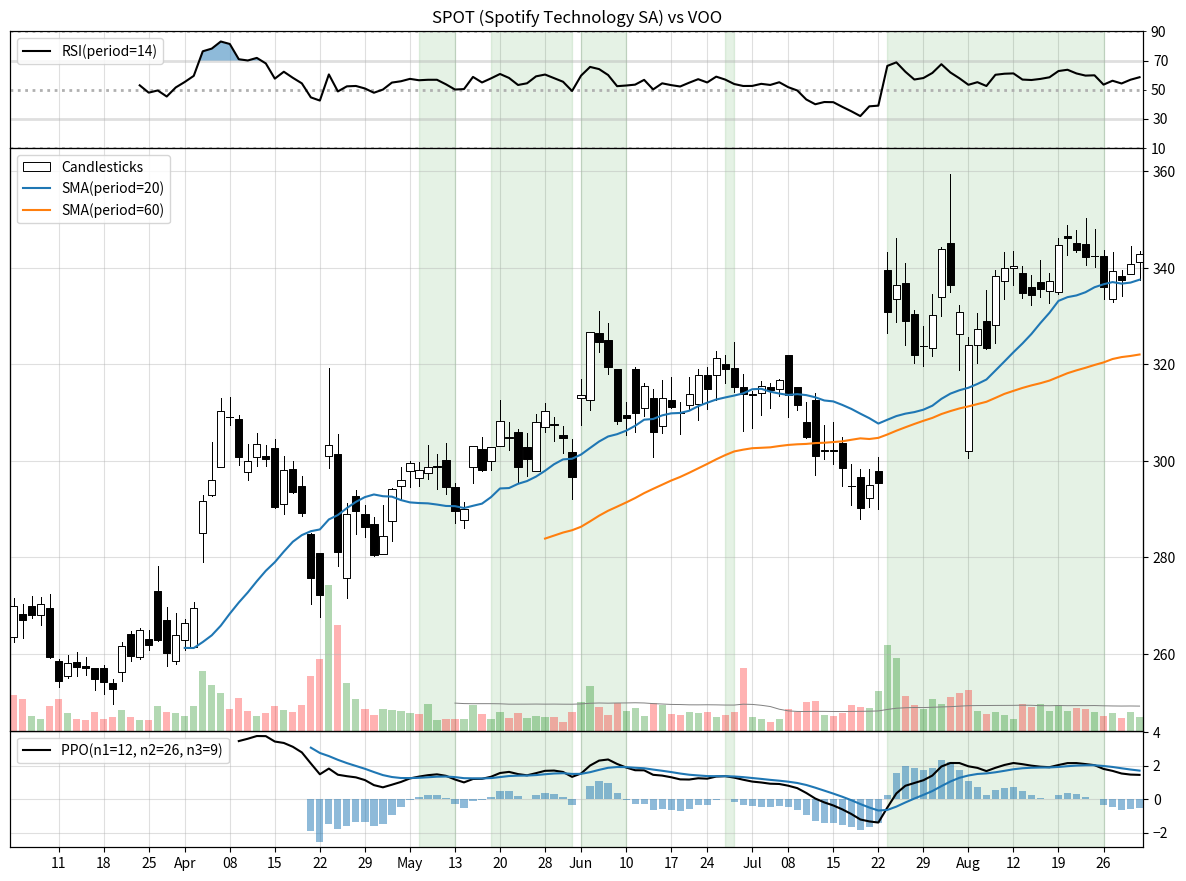 SPOT (Spotify Technology SA) vs VOO
RSI(period=14)
90
70
50
30
10
Candlesticks
SMA(period=20)
SMA(period=60)
360
340
320
300
280
260
PPO(n1=12, n2=26, n3=9)
4
2
0
−2
11 18 25 Apr 08 15 22 29 May 13 20 28 Jun 10 17 24 Jul 08 15 22 29 Aug 12 19 26